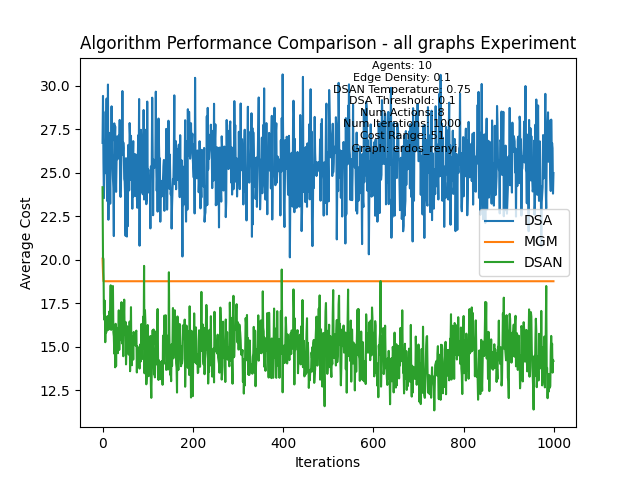 Algorithm Performance Comparison - all graphs Experiment
Agents: 10
Edge Density: 0.1
DSAN Temperature: 0.75
DSA Threshold: 0.1
Num Actions: 8
Num Iterations: 1000
Cost Range: 51
Graph: erdos_renyi
30.0
27.5
25.0
22.5
20.0
17.5
15.0
12.5
Average Cost
DSA
MGM
DSAN
0 200 400 600 800 1000
Iterations